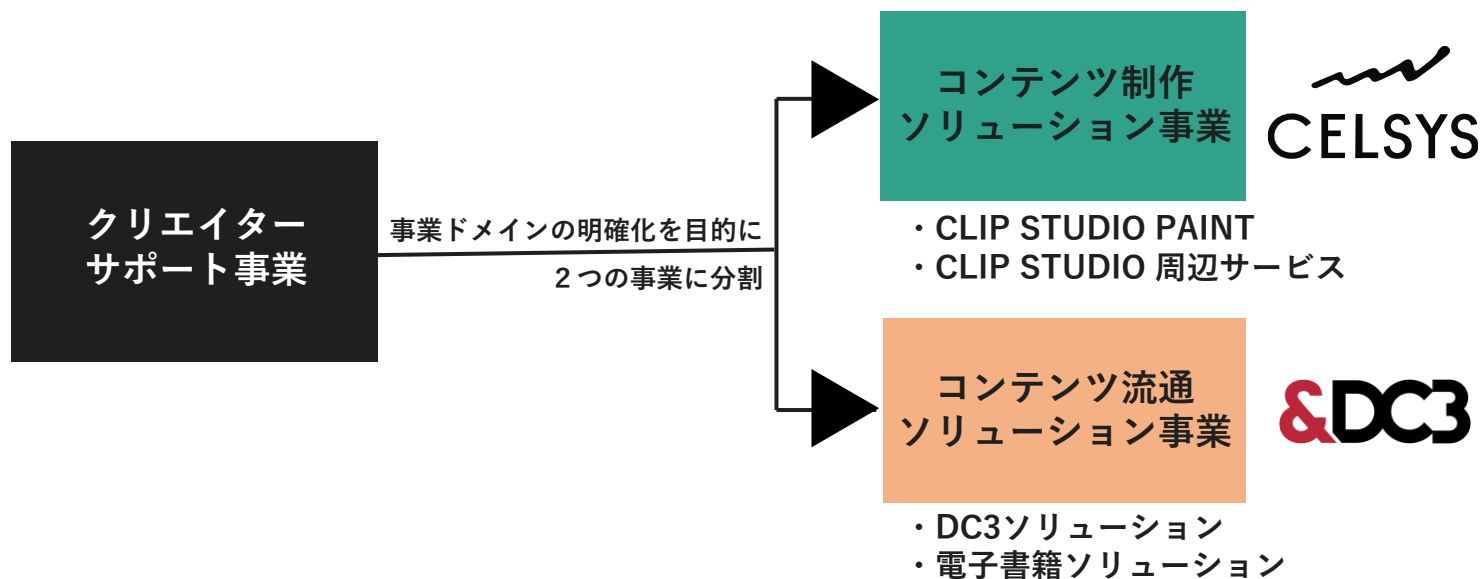 クリエイター
サポート事業
事業ドメインの明確化を目的に
２つの事業に分割
コンテンツ制作
ソリューション事業
CELSYS
・CLIP STUDIO PAINT
・CLIP STUDIO 周辺サービス
コンテンツ流通
ソリューション事業
&DC3
・DC3ソリューション
・電子書籍ソリューション